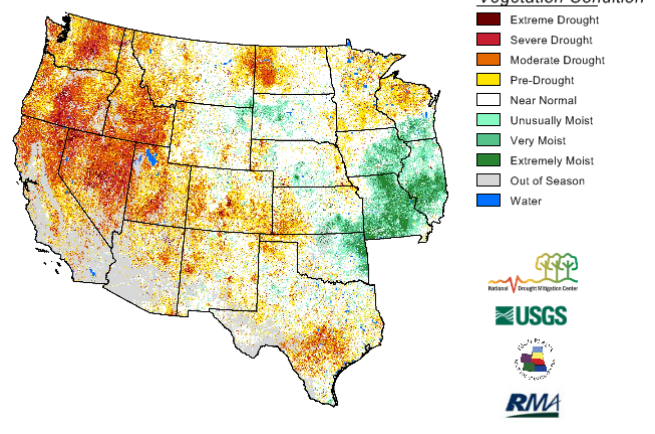 Vegetation Condition
Extreme Drought
Severe Drought
Moderate Drought
Pre-Drought
Near Normal
Unusually Moist
Very Moist
Extremely Moist
Out of Season
Water
National Drought Mitigation Center
USGS
RMA